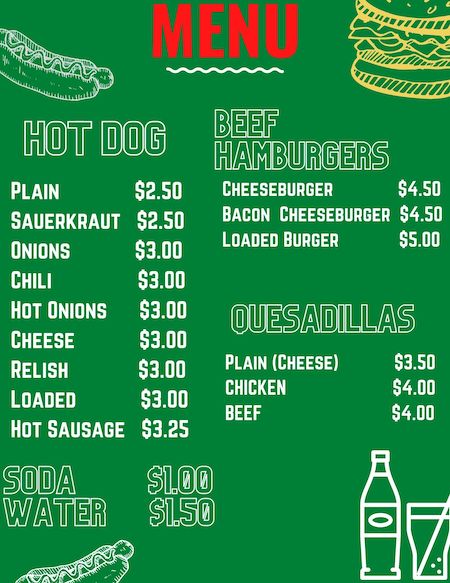 MENU
HOT DOG
PLAIN $2.50
SAUERKRAUT $2.50
ONIONS $3.00
CHILI $3.00
HOT ONIONS $3.00
CHEESE $3.00
RELISH $3.00
LOADED $3.00
HOT SAUSAGE $3.25
SODA $1.00
WATER $1.50
BEEF
HAMBURGERS
CHEESEBURGER $4.50
BACON CHEESEBURGER $4.50
LOADED BURGER $5.00
QUESADILLAS
PLAIN (CHEESE) $3.50
CHICKEN $4.00
BEEF $4.00